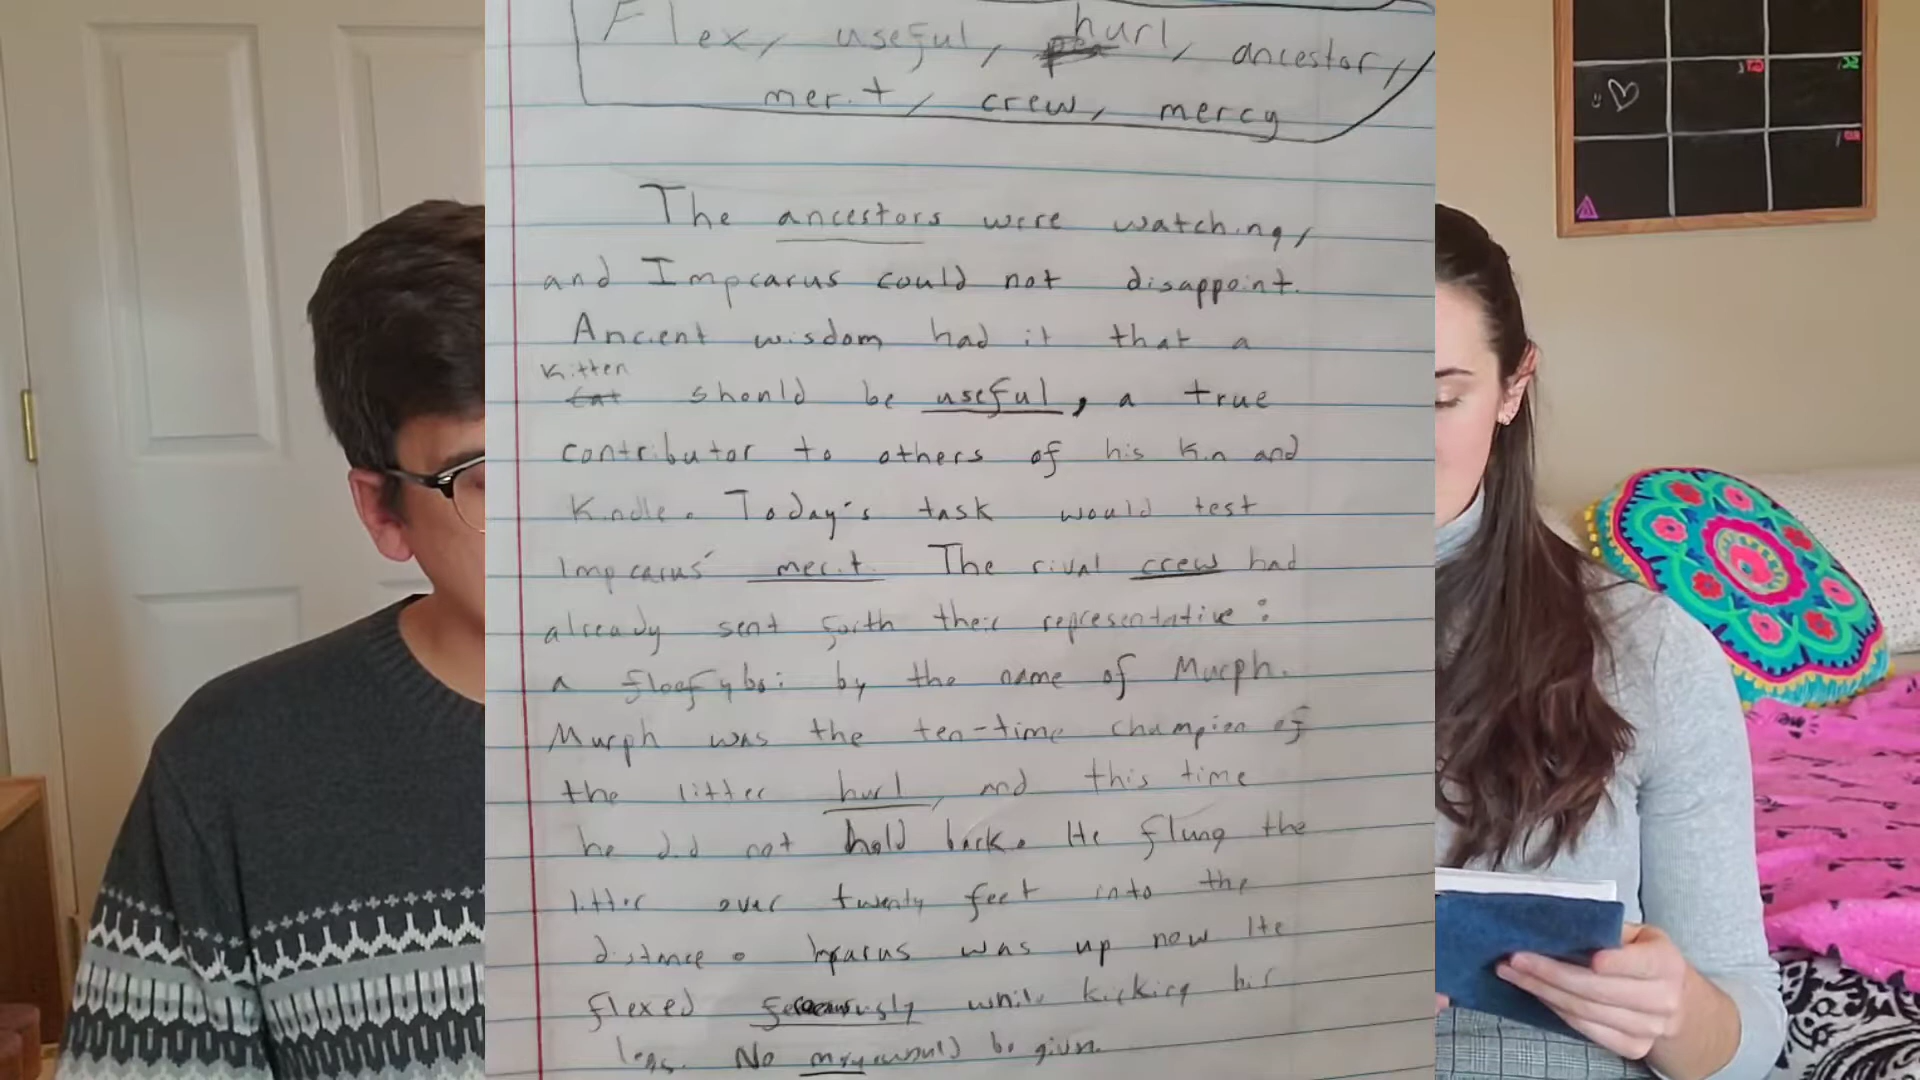 Flex, useful, hurl, ancestor,
merit, crew, mercy
The ancestors were watching,
and Impcarus could not disappoint.
Ancient wisdom had it that a
kitten
cat should be useful, a true
contributor to others of his kin and
kindle. Today's task would test
Impcarus' merit. The rival crew had
already sent forth their representative:
a floofyboi by the name of Murph.
Murph was the ten-time champion of
the litter hurl, and this time
he did not hold back. He flung the
litter over twenty feet into the
distance. Imparus was up now He
flexed while kicking his
legs. No mercy would be given.